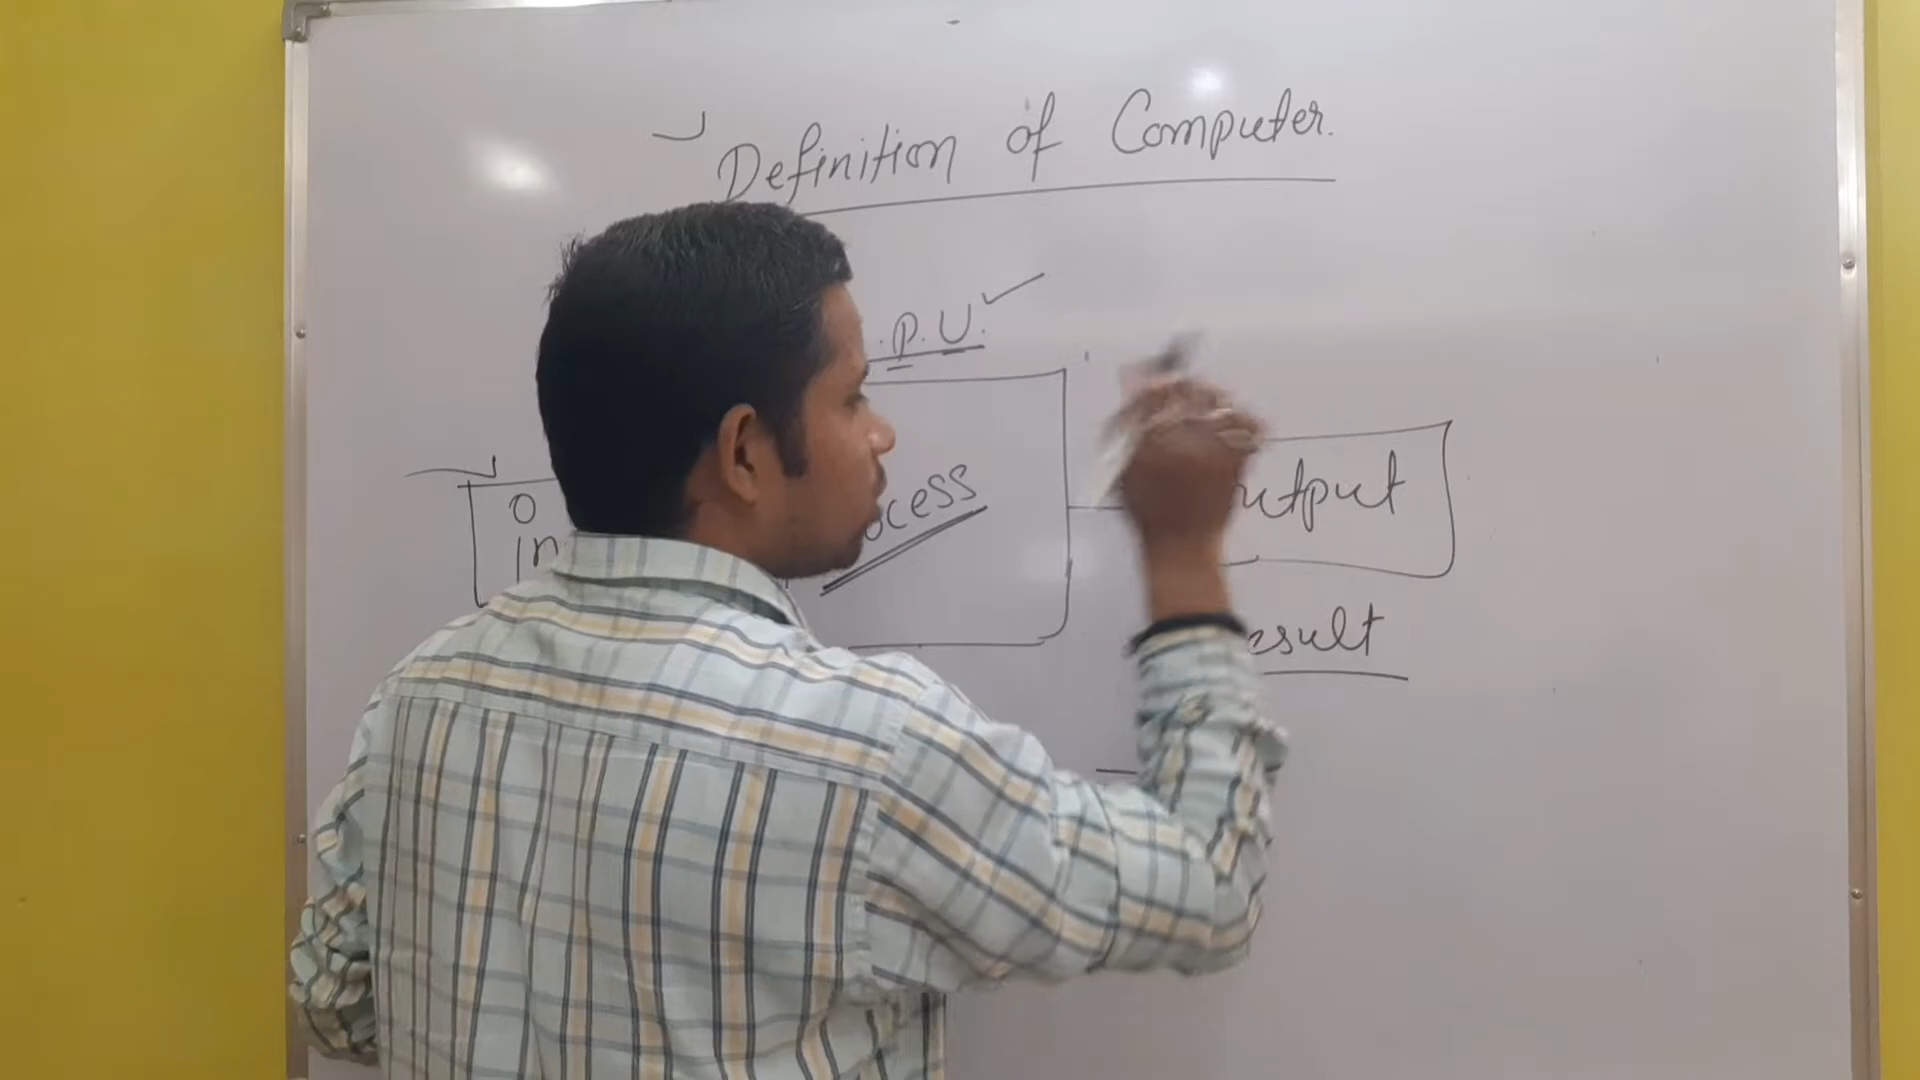 Definition of Computer.
.P.U.
ocess
utput
O
In
esult